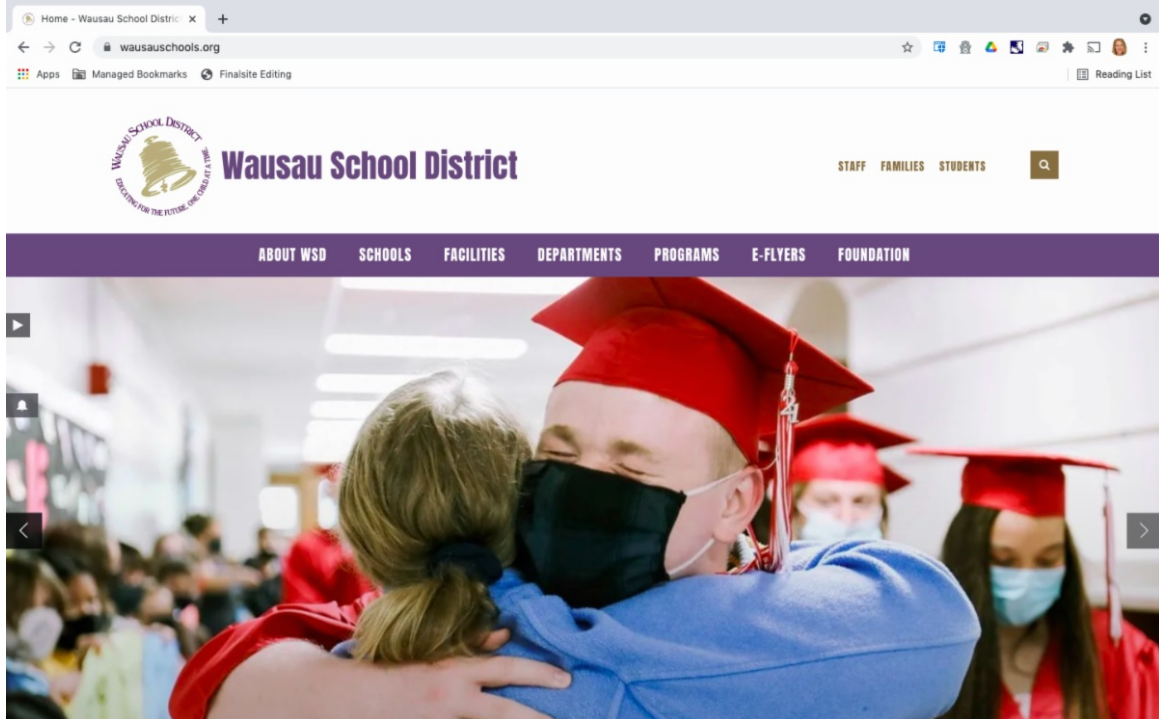 Home - Wausau School Distric
wausauschools.org
Apps Managed Bookmarks Finalsite Editing Reading List
WAUSAU SCHOOL DISTRICT
EDUCATING FOR THE FUTURE, ONE CHILD AT A TIME.
Wausau School District
STAFF FAMILIES STUDENTS
ABOUT WSD SCHOOLS FACILITIES DEPARTMENTS PROGRAMS E-FLYERS FOUNDATION